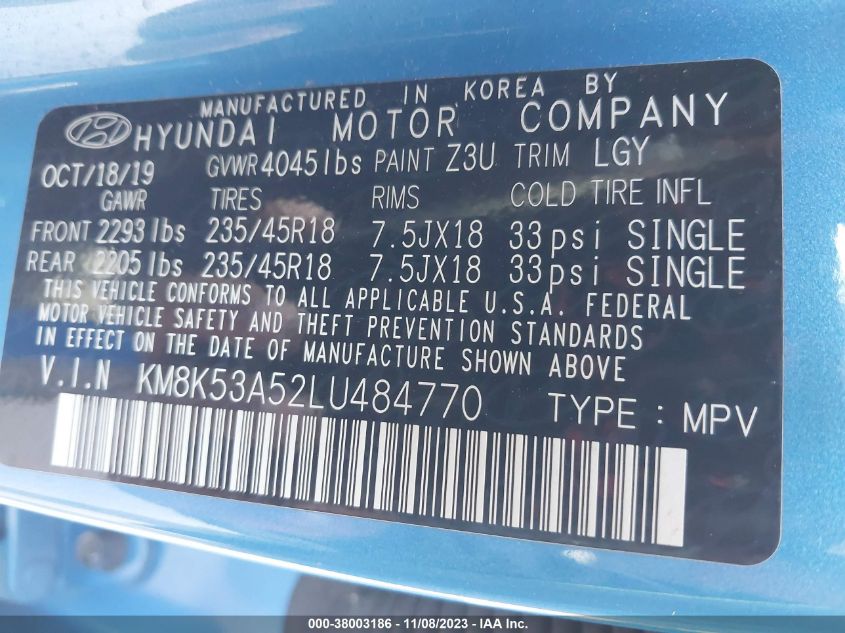 MANUFACTURED IN KOREA BY
HYUNDAI MOTOR COMPANY
OCT/18/19 GVWR 4045lbs PAINT Z3U TRIM LGY
GAWR TIRES RIMS COLD TIRE INFL
FRONT 2293 lbs 235/45R18 7.5JX18 33psi SINGLE
REAR 2205 lbs 235/45R18 7.5JX18 33psi SINGLE
THIS VEHICLE CONFORMS TO ALL APPLICABLE U.S.A. FEDERAL
MOTOR VEHICLE SAFETY AND THEFT PREVENTION STANDARDS
IN EFFECT ON THE DATE OF MANUFACTURE SHOWN ABOVE
V.I.N KM8K53A52LU484770 TYPE : MPV
000-38003186 - 11/08/2023 - IAA Inc.